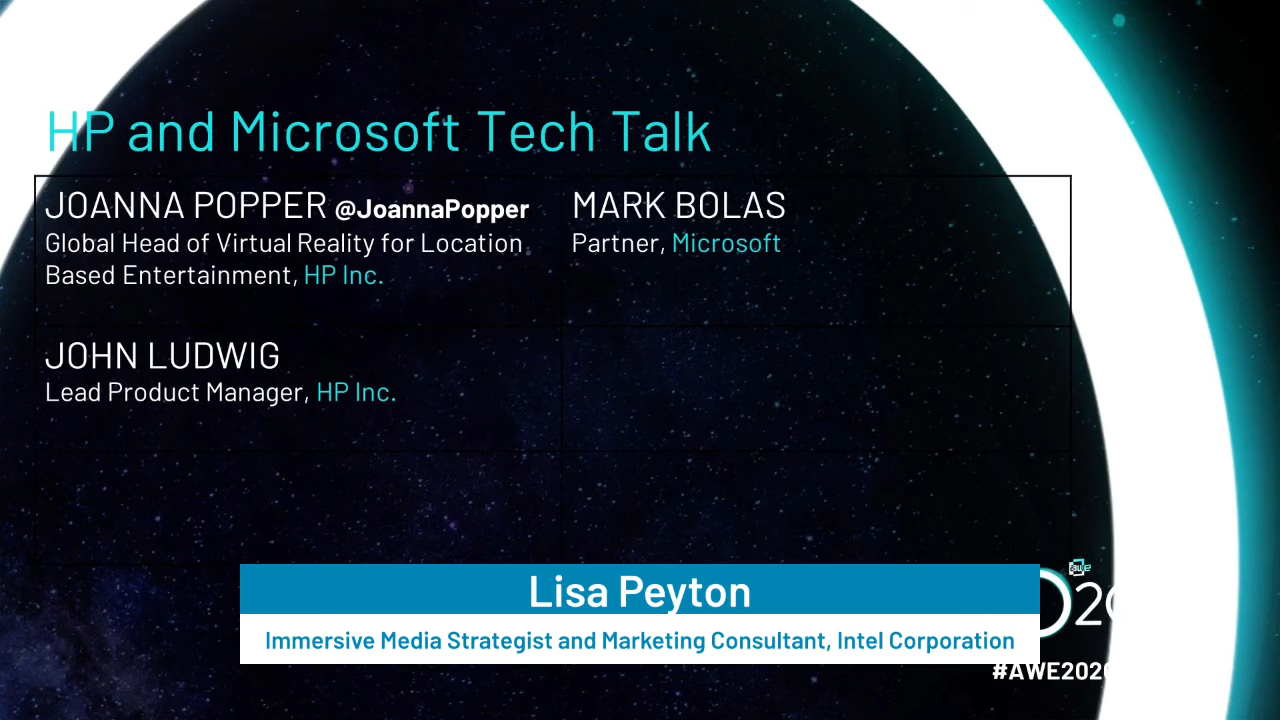 HP and Microsoft Tech Talk
JOANNA POPPER @JoannaPopper
Global Head of Virtual Reality for Location
Based Entertainment, HP Inc.
MARK BOLAS
Partner, Microsoft
JOHN LUDWIG
Lead Product Manager, HP Inc.
Lisa Peyton
Immersive Media Strategist and Marketing Consultant, Intel Corporation
awe
#AWE2020